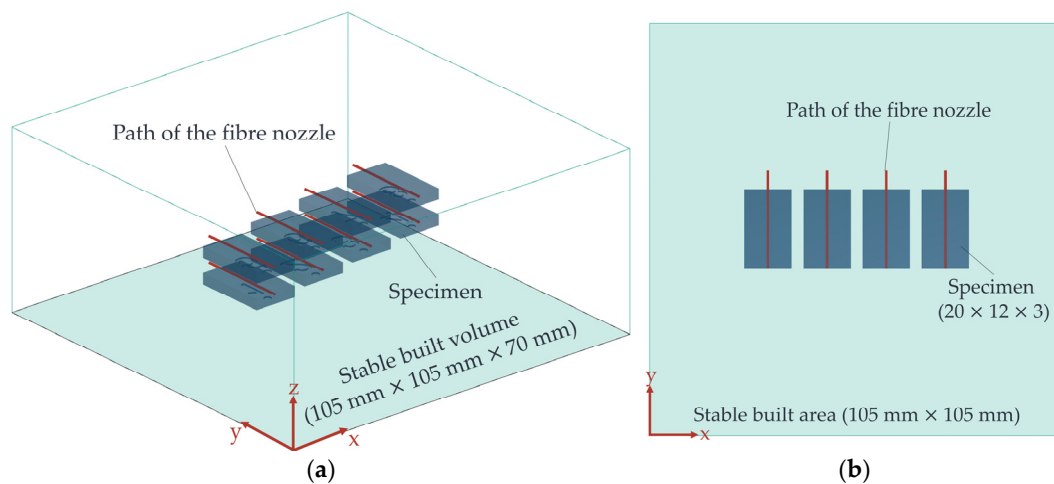 Path of the fibre nozzle
Specimen
Stable built volume
(105 mm × 105 mm × 70 mm)
z
y
x
(a)
Path of the fibre nozzle
Specimen
(20 × 12 × 3)
y
Stable built area (105 mm × 105 mm)
x
(b)